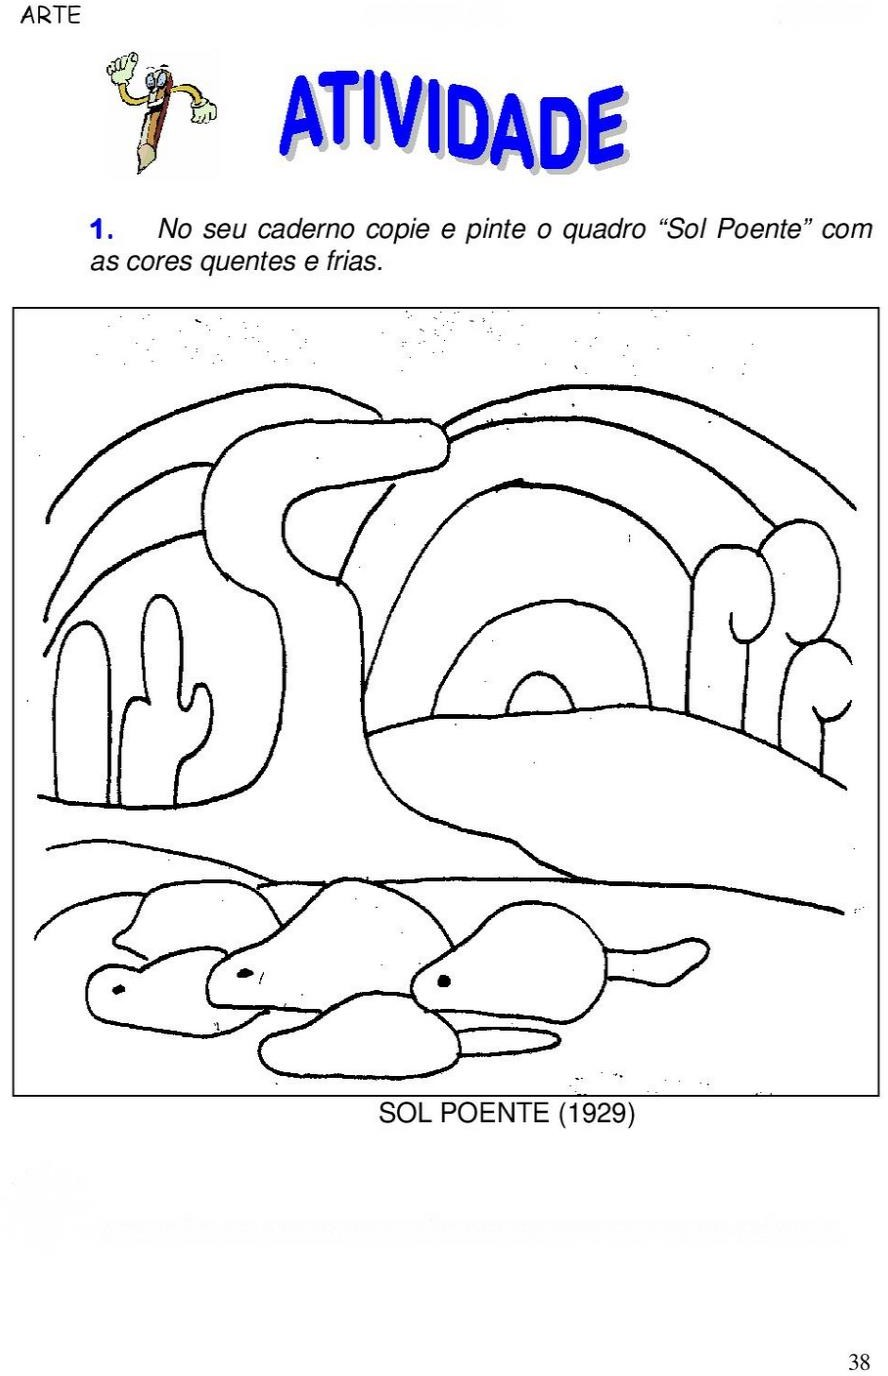 ARTE
ATIVIDADE
1. No seu caderno copie e pinte o quadro “Sol Poente” com
as cores quentes e frias.
SOL POENTE (1929)
38